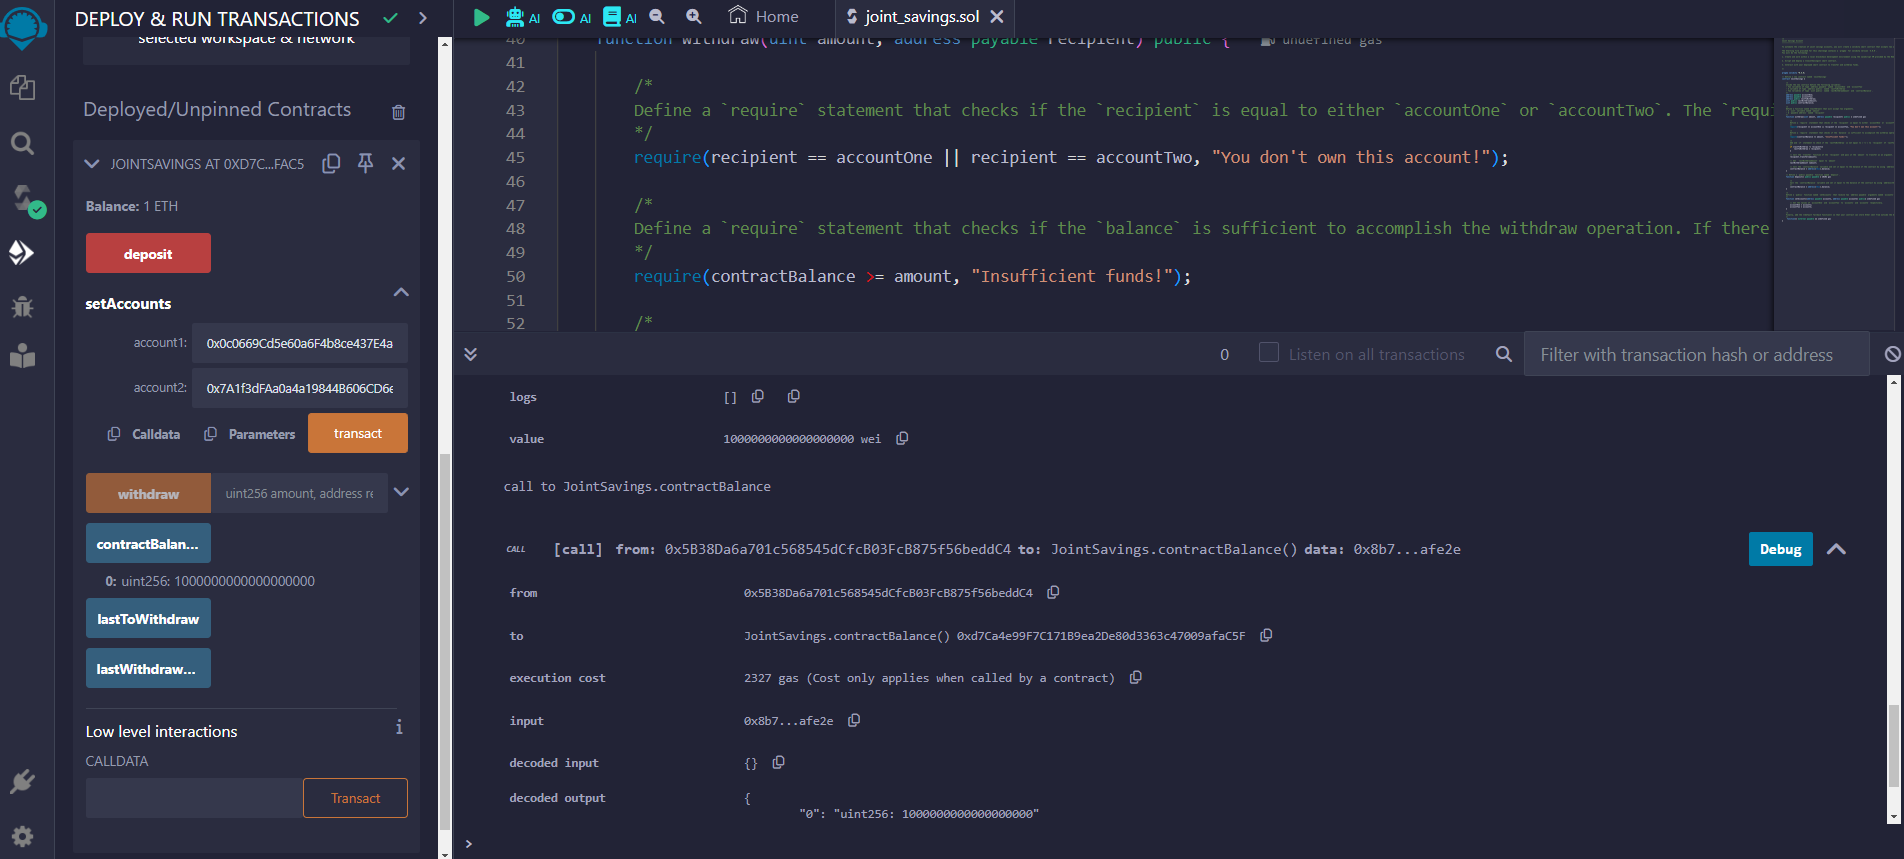 DEPLOY & RUN TRANSACTIONS
selected workspace & network
Deployed/Unpinned Contracts
JOINTSAVINGS AT 0XD7C...FAC5
Balance: 1 ETH
deposit
setAccounts
account1: 0x0c0669Cd5e60a6F4b8ce437E4a
account2: 0x7A1f3dFAa0a4a19844B606CD6e
Calldata Parameters transact
withdraw uint256 amount, address re
contractBalan...
0: uint256: 1000000000000000000
lastToWithdraw
lastWithdraw...
Low level interactions i
CALLDATA
Transact
AI AI AI Home joint_savings.sol
40 function withdraw(uint amount, address payable recipient) public { undefined gas
41
42 /*
43 Define a `require` statement that checks if the `recipient` is equal to either `accountOne` or `accountTwo`. The `requi
44 */
45 require(recipient == accountOne || recipient == accountTwo, "You don't own this account!");
46
47 /*
48 Define a `require` statement that checks if the `balance` is sufficient to accomplish the withdraw operation. If there
49 */
50 require(contractBalance >= amount, "Insufficient funds!");
51
52 /*
0 Listen on all transactions Filter with transaction hash or address
logs []
value 1000000000000000000 wei
call to JointSavings.contractBalance
CALL [call] from: 0x5B38Da6a701c568545dCfcB03FcB875f56beddC4 to: JointSavings.contractBalance() data: 0x8b7...afe2e Debug
from 0x5B38Da6a701c568545dCfcB03FcB875f56beddC4
to JointSavings.contractBalance() 0xd7Ca4e99F7C171B9ea2De80d3363c47009afaC5F
execution cost 2327 gas (Cost only applies when called by a contract)
input 0x8b7...afe2e
decoded input {}
decoded output {
"0": "uint256: 1000000000000000000"
>